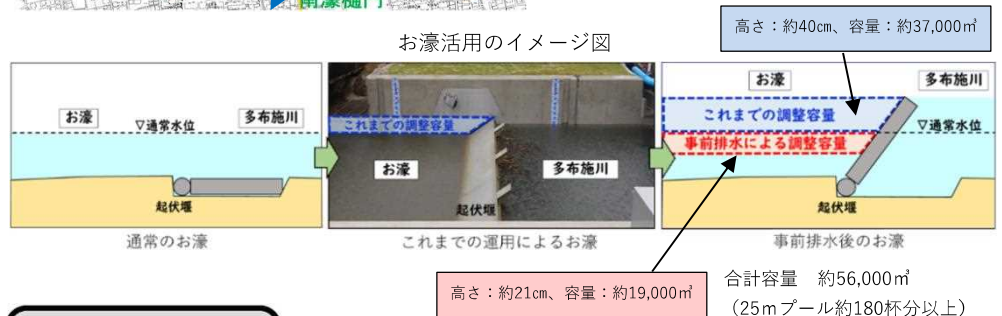 南濠樋門
お濠活用のイメージ図
高さ：約40㎝、容量：約37,000㎥
お濠
▽通常水位
多布施川
起伏堰
通常のお濠
これまでの調整容量
お濠
多布施川
起伏堰
これまでの運用によるお濠
お濠
多布施川
これまでの調整容量
▽通常水位
事前排水による調整容量
起伏堰
事前排水後のお濠
高さ：約21㎝、容量：約19,000㎥
合計容量　約56,000㎥
（25ｍプール約180杯分以上）